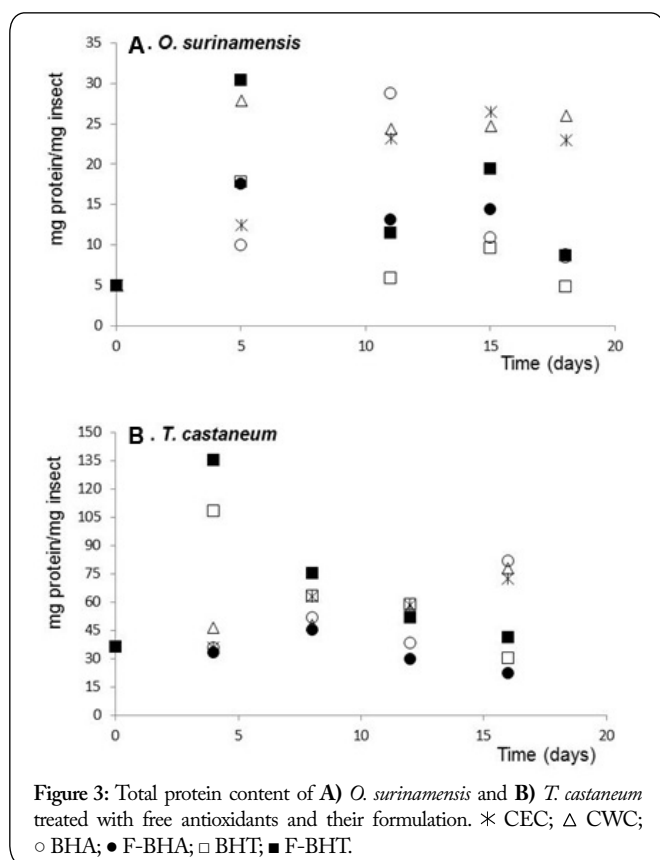 A. O. surinamensis
mg protein/mg insect
35
30
25
20
15
10
5
0
0 5 10 15 20
Time (days)
B . T. castaneum
mg protein/mg insect
150
135
120
105
90
75
60
45
30
15
0
0 5 10 15 20
Time (days)
Figure 3: Total protein content of A) O. surinamensis and B) T. castaneum
treated with free antioxidants and their formulation. ✳ CEC; △ CWC;
○ BHA; ● F-BHA; □ BHT; ■ F-BHT.